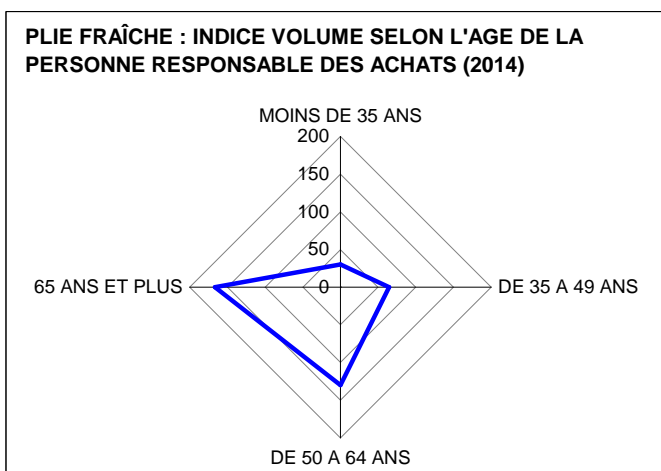 PLIE FRAÎCHE : INDICE VOLUME SELON L'AGE DE LA
PERSONNE RESPONSABLE DES ACHATS (2014)
MOINS DE 35 ANS
200
150
100
50
0
65 ANS ET PLUS
DE 35 A 49 ANS
DE 50 A 64 ANS